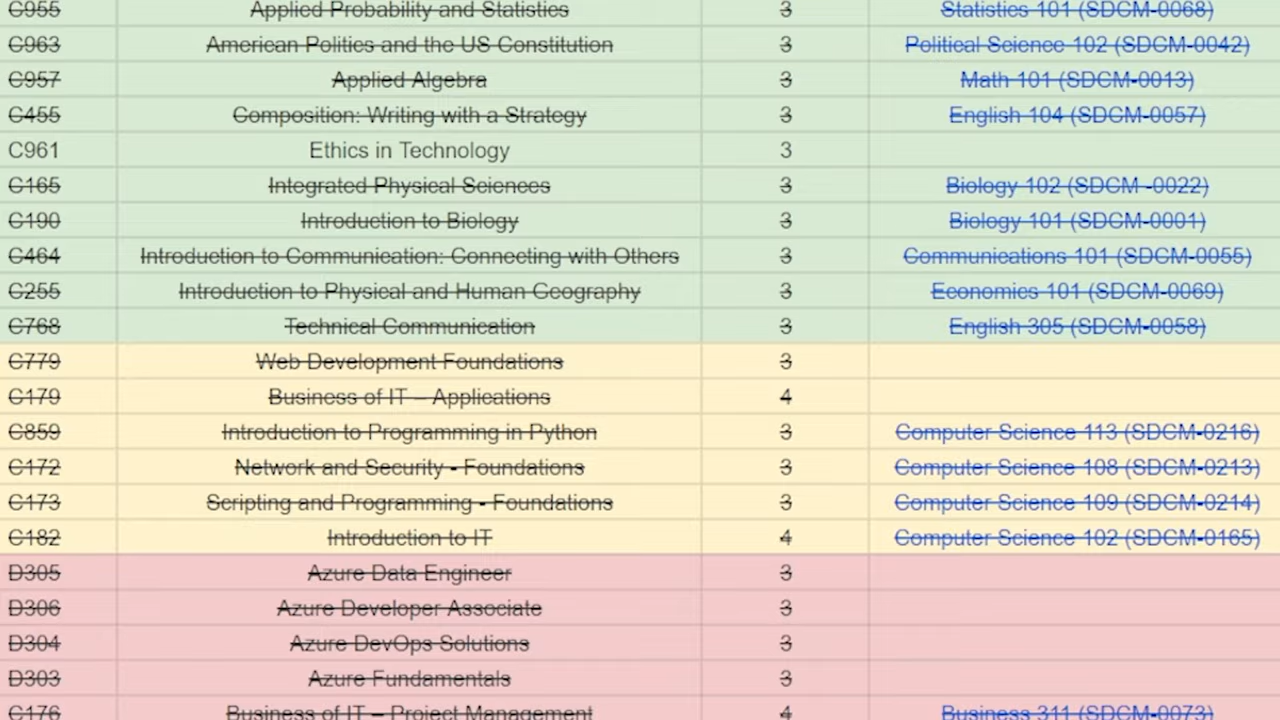 C955 Applied Probability and Statistics 3 Statistics 101 (SDCM-0068)
C963 American Politics and the US Constitution 3 Political Science 102 (SDCM-0042)
C957 Applied Algebra 3 Math 101 (SDCM-0013)
C455 Composition: Writing with a Strategy 3 English 104 (SDCM-0057)
C961 Ethics in Technology 3
C165 Integrated Physical Sciences 3 Biology 102 (SDCM -0022)
C190 Introduction to Biology 3 Biology 101 (SDCM-0001)
C464 Introduction to Communication: Connecting with Others 3 Communications 101 (SDCM-0055)
C255 Introduction to Physical and Human Geography 3 Economics 101 (SDCM-0069)
C768 Technical Communication 3 English 305 (SDCM-0058)
C779 Web Development Foundations 3
C179 Business of IT – Applications 4
C859 Introduction to Programming in Python 3 Computer Science 113 (SDCM-0216)
C172 Network and Security - Foundations 3 Computer Science 108 (SDCM-0213)
C173 Scripting and Programming - Foundations 3 Computer Science 109 (SDCM-0214)
C182 Introduction to IT 4 Computer Science 102 (SDCM-0165)
D305 Azure Data Engineer 3
D306 Azure Developer Associate 3
D304 Azure DevOps Solutions 3
D303 Azure Fundamentals 3
C176 Business of IT – Project Management 4 Business 311 (SDCM-0073)